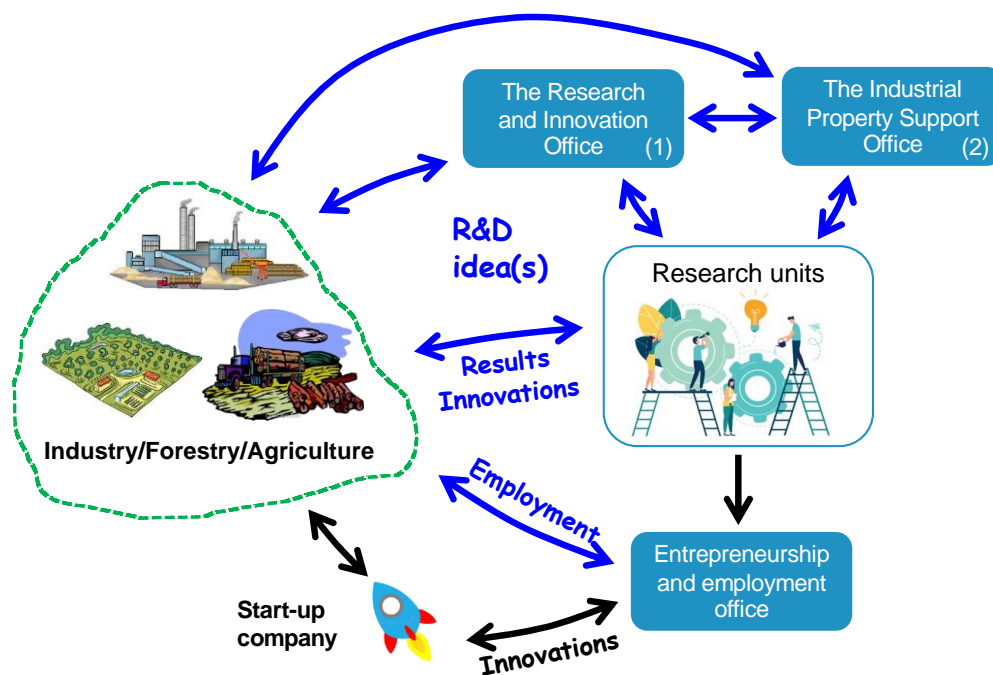 The Research
and Innovation
Office (1)
The Industrial
Property Support
Office (2)
R&D
idea(s)
Research units
Results
Innovations
Industry/Forestry/Agriculture
Employment
Entrepreneurship
and employment
office
Start-up
company
Innovations